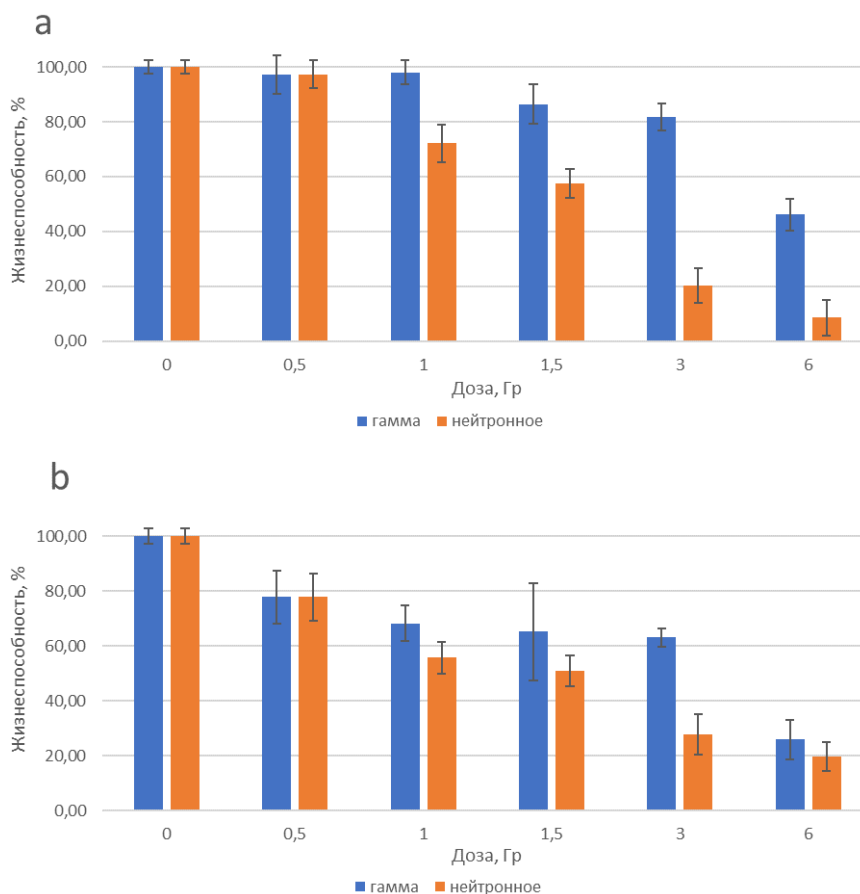 a
Жизнеспособность, %
100,00
80,00
60,00
40,00
20,00
0,00
0 0,5 1 1,5 3 6
Доза, Гр
гамма нейтронное
b
Жизнеспособность, %
100,00
80,00
60,00
40,00
20,00
0,00
0 0,5 1 1,5 3 6
Доза, Гр
гамма нейтронное